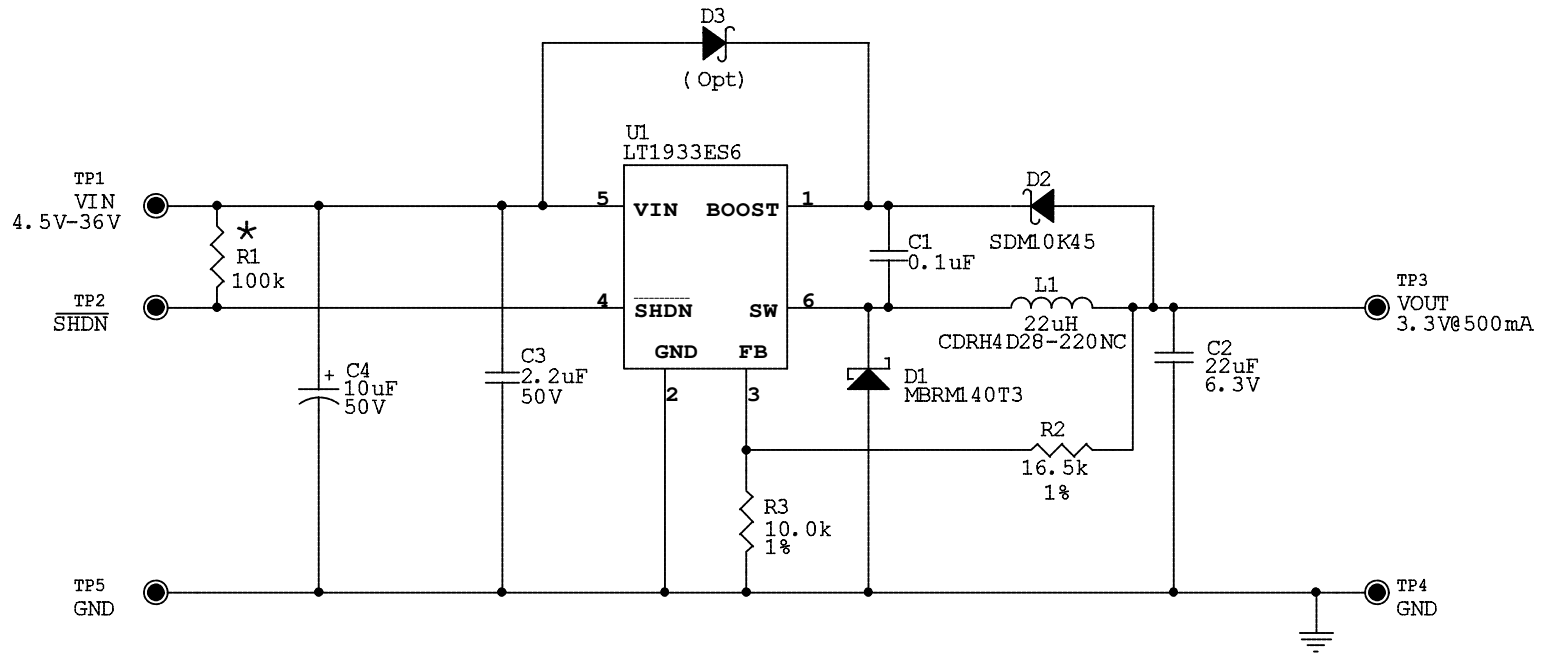 D3
(Opt)
U1
LT1933ES6
TP1
VIN
4.5V-36V
5
VIN
BOOST
1
D2
SDM10K45
*
R1
100k
C1
0.1uF
TP2
SHDN
4
SHDN
SW
6
L1
22uH
CDRH4D28-220NC
TP3
VOUT
3.3V@500mA
GND
FB
2
3
+
C4
10uF
50V
C3
2.2uF
50V
D1
MBRM140T3
C2
22uF
6.3V
R2
16.5k
1%
R3
10.0k
1%
TP5
GND
TP4
GND